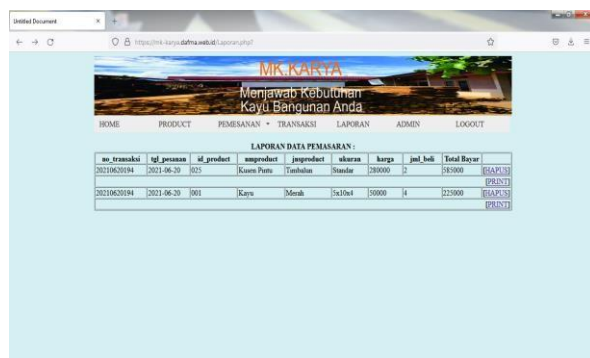 Untitled Document
https://mk-karya.dafma.web.id/Laporan.php?
MK.KARYA
Menjawab Kebutuhan
Kayu Bangunan Anda
HOME PRODUCT PEMESANAN TRANSAKSI LAPORAN ADMIN LOGOUT
LAPORAN DATA PEMASARAN :
no_transaksi tgl_pesanan id_product nmproduct jnsproduct ukuran harga jml_beli Total Bayar
20210620194 2021-06-20 025 Kusen Pintu Tembalun Standar 280000 2 585000 [HAPUS]
[PRINT]
20210620194 2021-06-20 001 Kayu Merah 5x10x4 50000 4 225000 [HAPUS]
[PRINT]